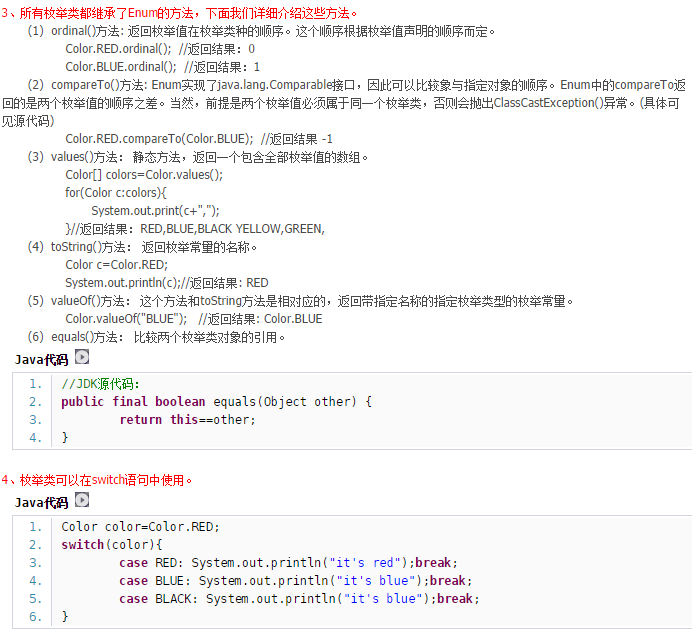 3、所有枚举类都继承了Enum的方法，下面我们详细介绍这些方法。
(1) ordinal()方法: 返回枚举值在枚举类种的顺序。这个顺序根据枚举值声明的顺序而定。
Color.RED.ordinal(); //返回结果：0
Color.BLUE.ordinal(); //返回结果：1
(2) compareTo()方法: Enum实现了java.lang.Comparable接口，因此可以比较象与指定对象的顺序。Enum中的compareTo返
回的是两个枚举值的顺序之差。当然，前提是两个枚举值必须属于同一个枚举类，否则会抛出ClassCastException()异常。(具体可
见源代码)
Color.RED.compareTo(Color.BLUE); //返回结果 -1
(3) values()方法： 静态方法，返回一个包含全部枚举值的数组。
Color[] colors=Color.values();
for(Color c:colors){
System.out.print(c+",");
}//返回结果：RED,BLUE,BLACK YELLOW,GREEN,
(4) toString()方法： 返回枚举常量的名称。
Color c=Color.RED;
System.out.println(c);//返回结果: RED
(5) valueOf()方法： 这个方法和toString方法是相对应的，返回带指定名称的指定枚举类型的枚举常量。
Color.valueOf("BLUE"); //返回结果: Color.BLUE
(6) equals()方法： 比较两个枚举类对象的引用。
Java代码
1. //JDK源代码:
2. public final boolean equals(Object other) {
3. return this==other;
4. }
4、枚举类可以在switch语句中使用。
Java代码
1. Color color=Color.RED;
2. switch(color){
3. case RED: System.out.println("it's red");break;
4. case BLUE: System.out.println("it's blue");break;
5. case BLACK: System.out.println("it's blue");break;
6. }